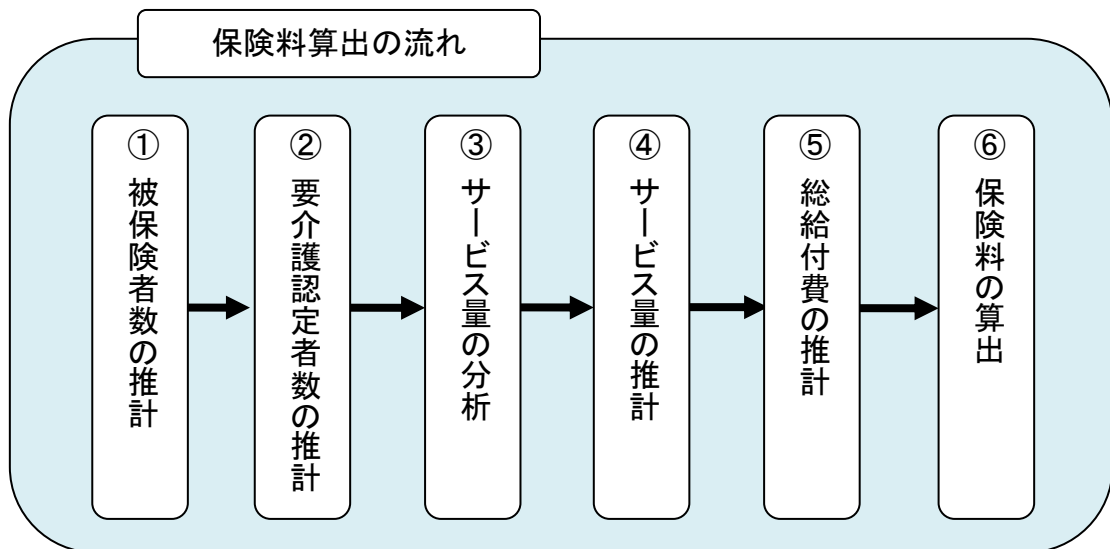 保険料算出の流れ
①被保険者数の推計
②要介護認定者数の推計
③サービス量の分析
④サービス量の推計
⑤総給付費の推計
⑥保険料の算出